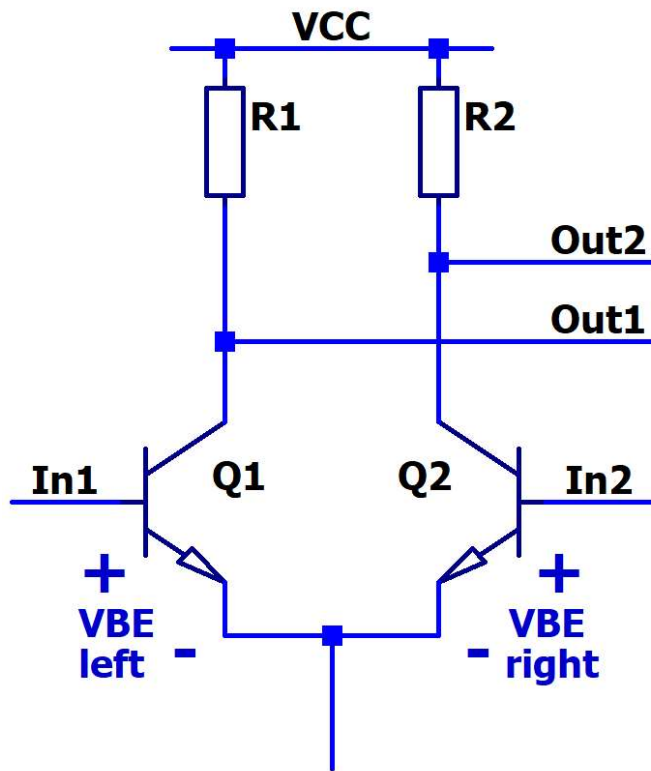 VCC
R1
R2
Out2
Out1
In1
Q1
Q2
In2
+
VBE
left
-
+
VBE
right
-